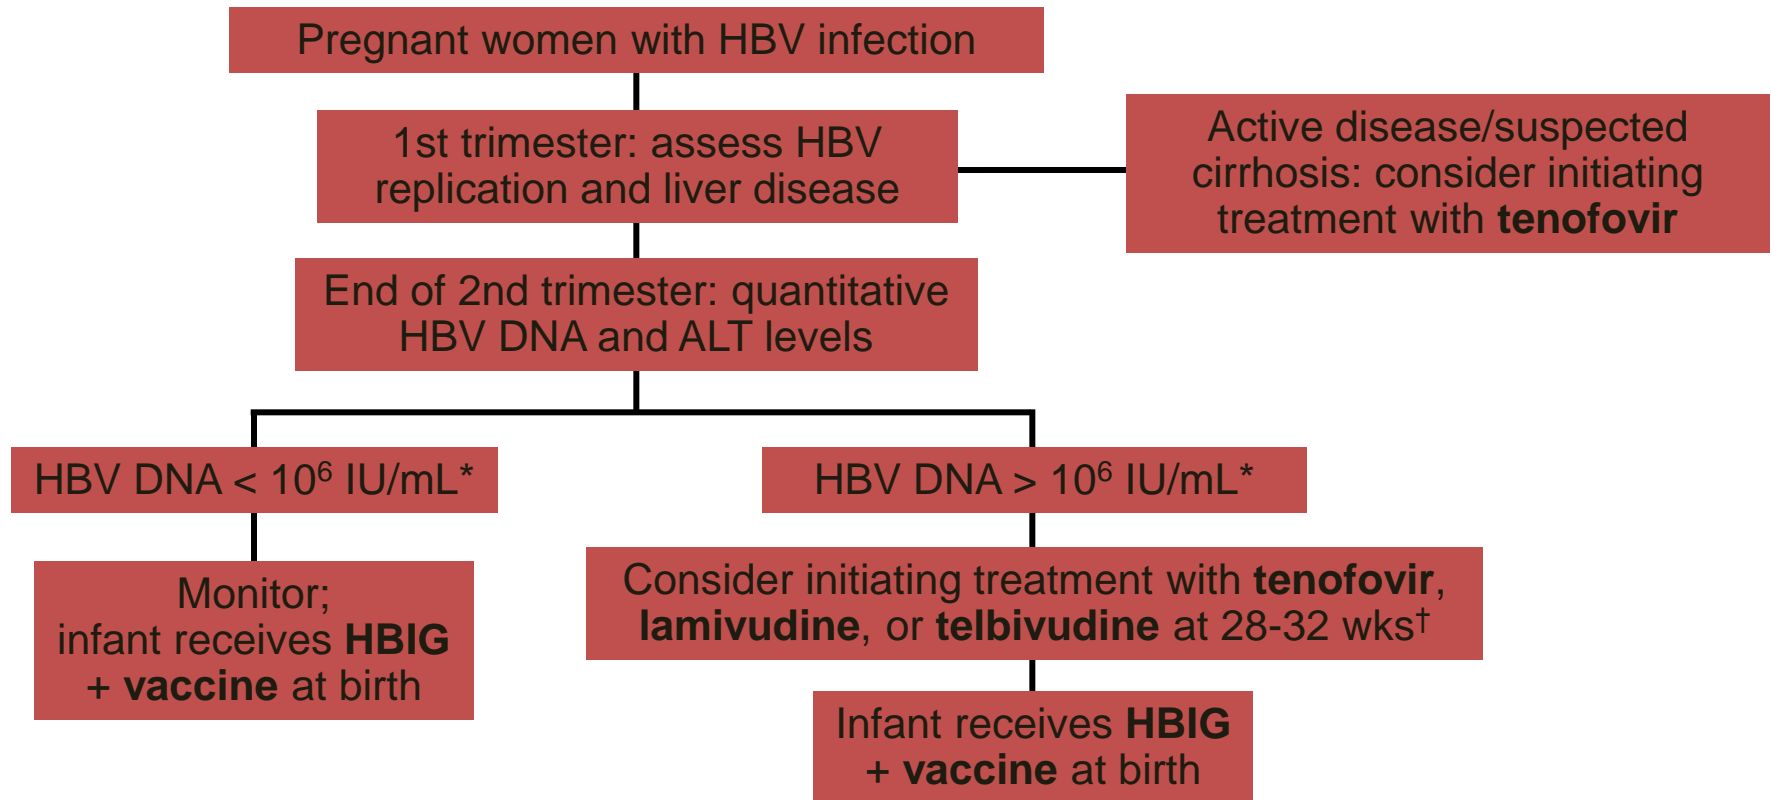 Pregnant women with HBV infection
1st trimester: assess HBV
replication and liver disease
Active disease/suspected
cirrhosis: consider initiating
treatment with tenofovir
End of 2nd trimester: quantitative
HBV DNA and ALT levels
HBV DNA < 10⁶ IU/mL*
HBV DNA > 10⁶ IU/mL*
Monitor;
infant receives HBIG
+ vaccine at birth
Consider initiating treatment with tenofovir,
lamivudine, or telbivudine at 28-32 wks†
Infant receives HBIG
+ vaccine at birth